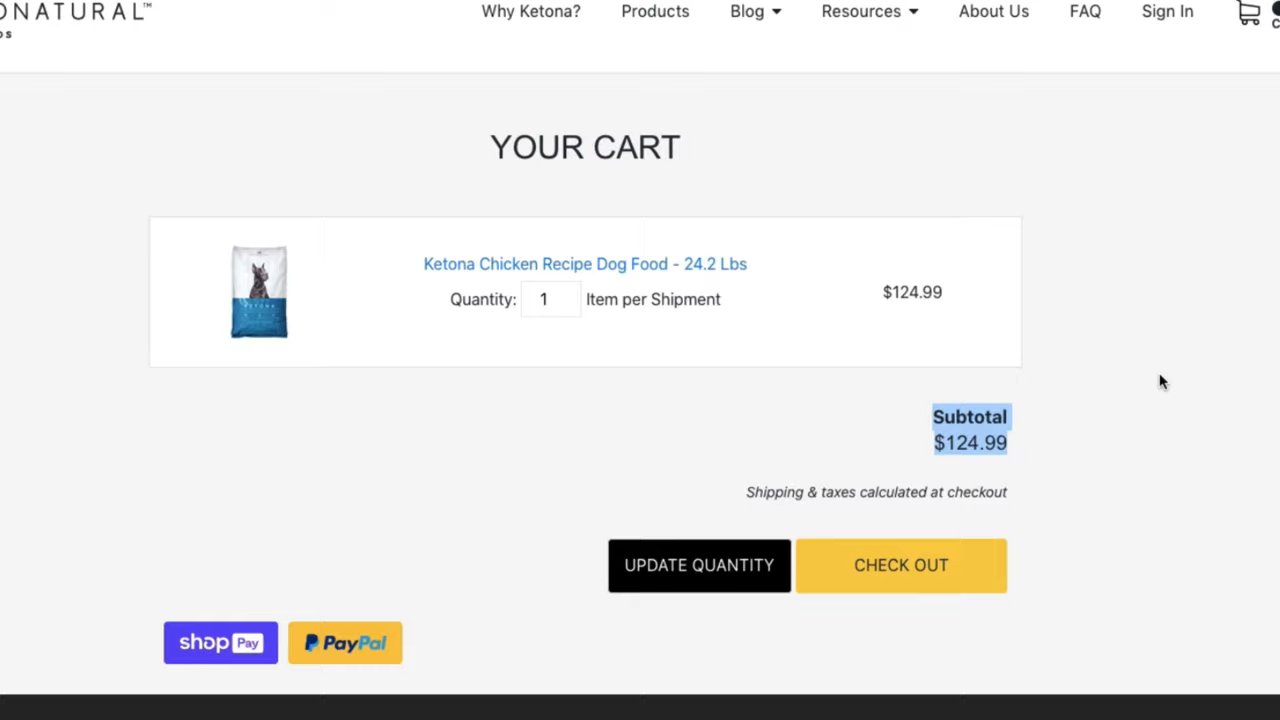 ONATURAL™
Why Ketona? Products Blog Resources About Us FAQ Sign In
YOUR CART
KETONA
Ketona Chicken Recipe Dog Food - 24.2 Lbs
Quantity: 1 Item per Shipment
$124.99
Subtotal
$124.99
Shipping & taxes calculated at checkout
UPDATE QUANTITY CHECK OUT
shop Pay PayPal